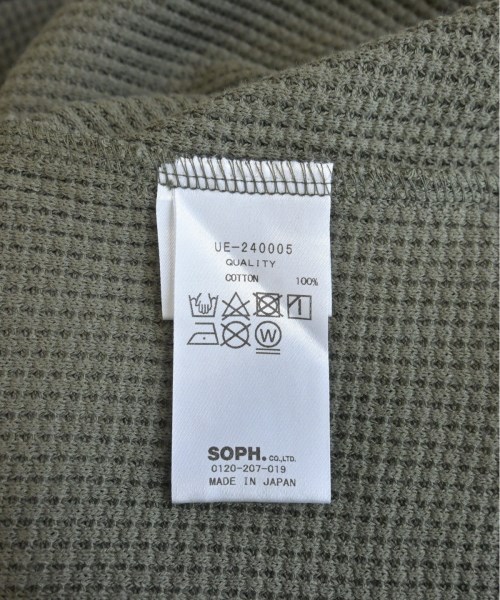 UE-240005
QUALITY
COTTON 100%
W
SOPH. CO.,LTD.
0120-207-019
MADE IN JAPAN